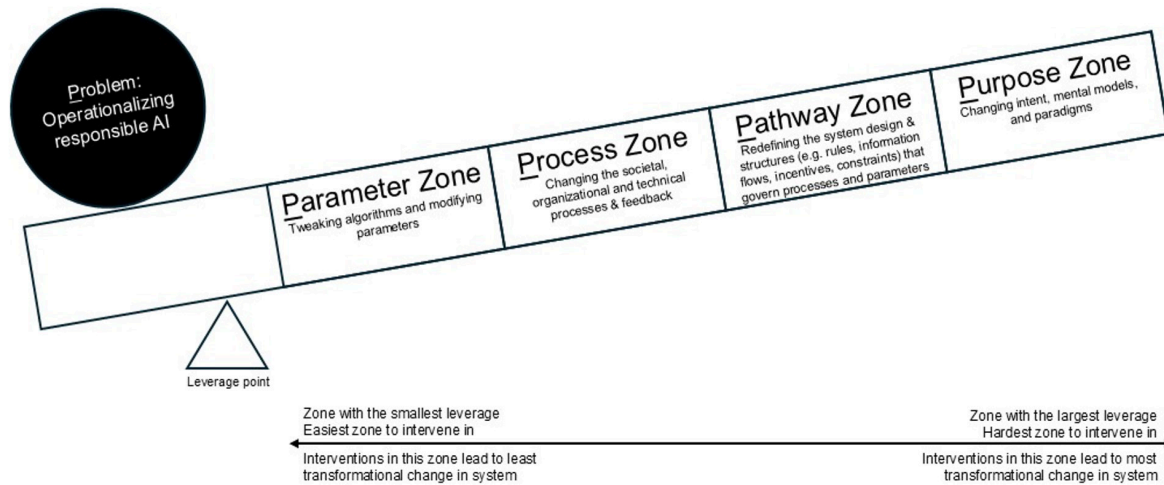 Problem:
Operationalizing
responsible AI
Parameter Zone
Tweaking algorithms and modifying
parameters
Process Zone
Changing the societal,
organizational and technical
processes & feedback
Pathway Zone
Redefining the system design &
structures (e.g. rules, information
flows, incentives, constraints) that
govern processes and parameters
Purpose Zone
Changing intent, mental models,
and paradigms
Leverage point
Zone with the smallest leverage
Easiest zone to intervene in
Interventions in this zone lead to least
transformational change in system
Zone with the largest leverage
Hardest zone to intervene in
Interventions in this zone lead to most
transformational change in system